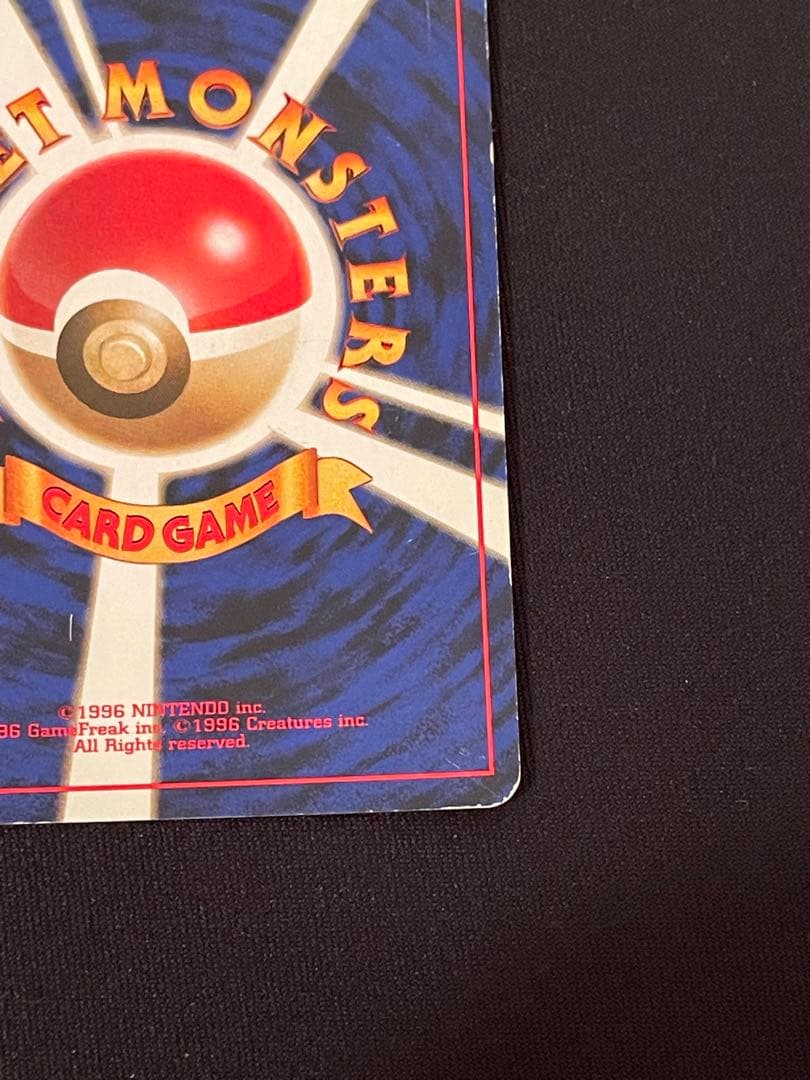 ET MONSTERS
CARD GAME
©1996 NINTENDO inc.
96 GameFreak inc. ©1996 Creatures inc.
All Rights reserved.